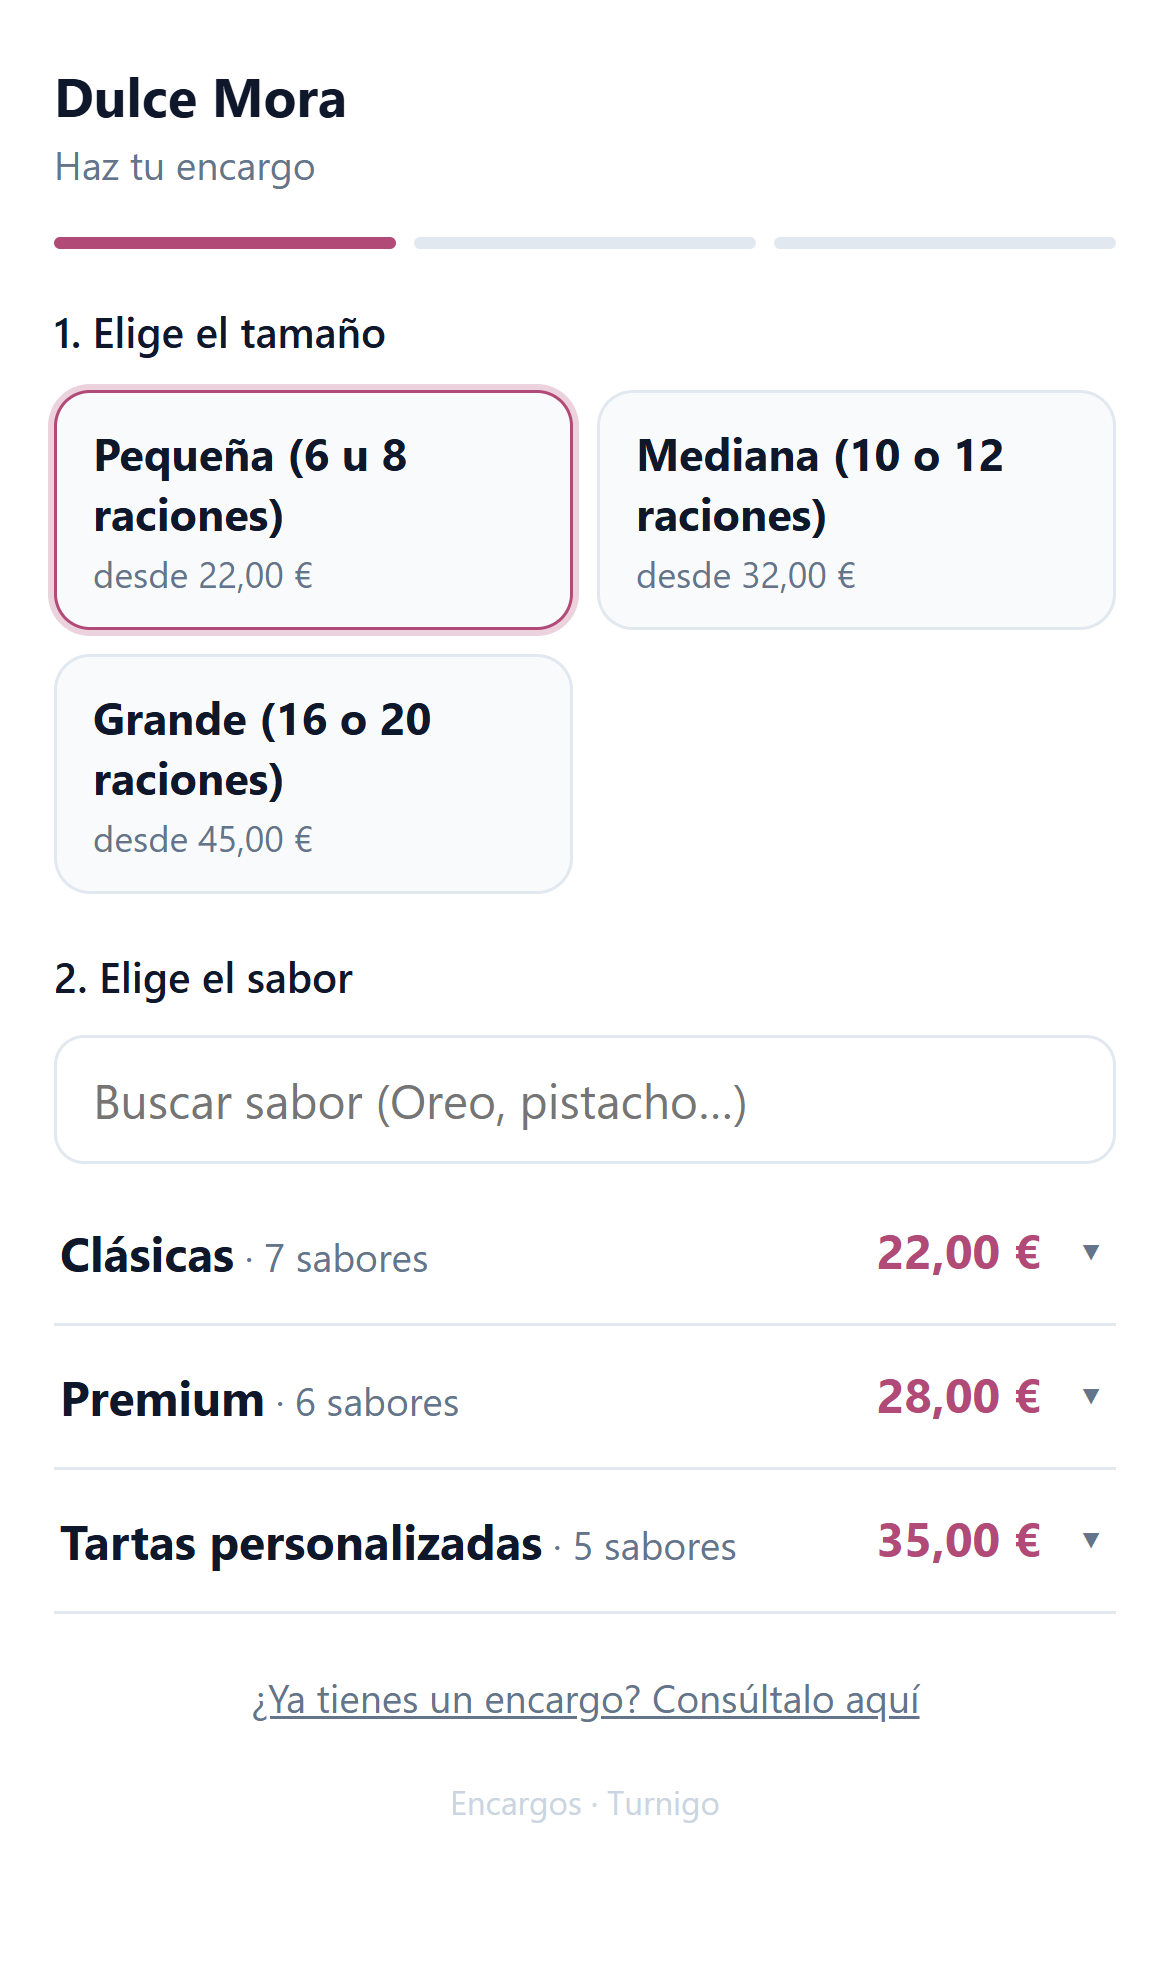 Dulce Mora
Haz tu encargo
1. Elige el tamaño
Pequeña (6 u 8
raciones)
desde 22,00 €
Mediana (10 o 12
raciones)
desde 32,00 €
Grande (16 o 20
raciones)
desde 45,00 €
2. Elige el sabor
Buscar sabor (Oreo, pistacho...)
Clásicas · 7 sabores 22,00 € ▼
Premium · 6 sabores 28,00 € ▼
Tartas personalizadas · 5 sabores 35,00 € ▼
¿Ya tienes un encargo? Consúltalo aquí
Encargos · Turnigo